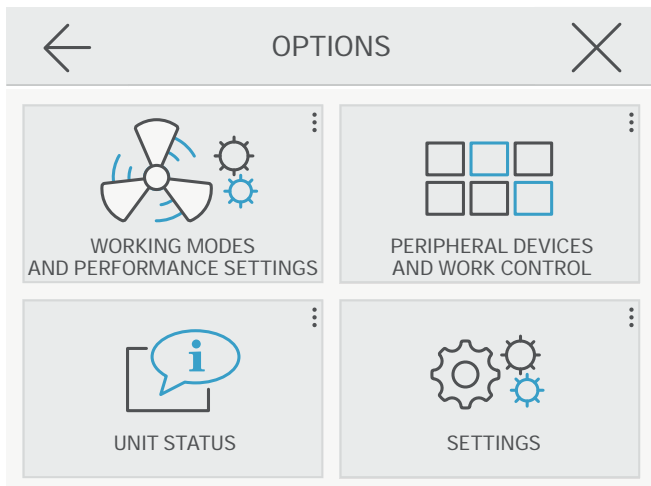 OPTIONS
WORKING MODES
AND PERFORMANCE SETTINGS
PERIPHERAL DEVICES
AND WORK CONTROL
i
UNIT STATUS
SETTINGS